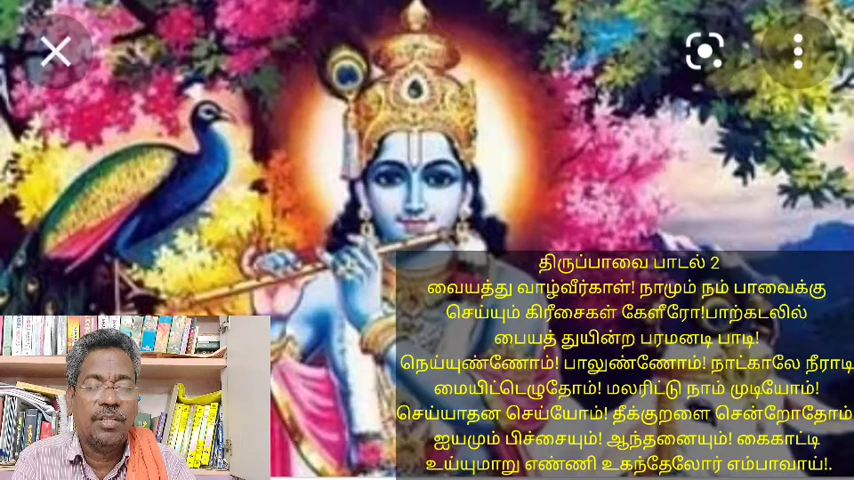 திருப்பாவை பாடல் 2
வையத்து வாழ்வீர்காள்! நாமும் நம் பாவைக்கு
செய்யும் கிரீசைகள் கேளீரோ!பாற்கடலில்
பையத் துயின்ற பரமனடி பாடி!
நெய்யுண்ணோம்! பாலுண்ணோம்! நாட்காலே நீராடி
மையிட்டெழுதோம்! மலரிட்டு நாம் முடியோம்!
செய்யாதன செய்யோம்! தீக்குறளை சென்றோதோம்
ஐயமும் பிச்சையும்! ஆந்தனையும்! கைகாட்டி
உய்யுமாறு எண்ணி உகந்தேலோர் எம்பாவாய்!.